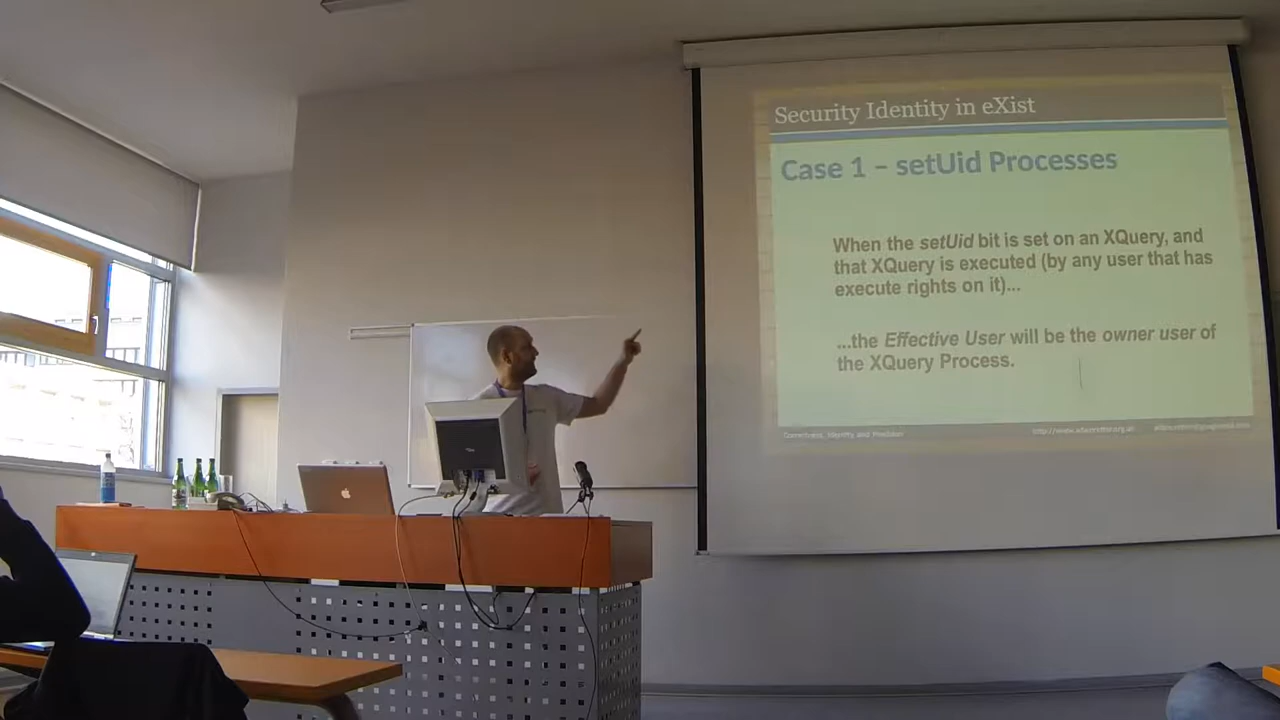 Security Identity in eXist
Case 1 – setUid Processes
When the setUid bit is set on an XQuery, and
that XQuery is executed (by any user that has
execute rights on it)...
...the Effective User will be the owner user of
the XQuery Process.